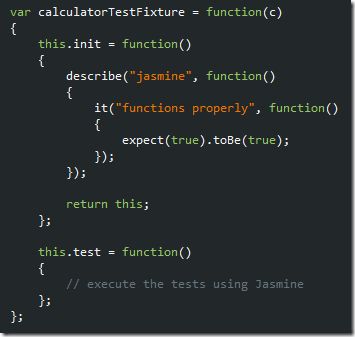 var calculatorTestFixture = function(c)
{
    this.init = function()
    {
        describe("jasmine", function()
        {
            it("functions properly", function()
            {
                expect(true).toBe(true);
            });
        });

        return this;
    };

    this.test = function()
    {
        // execute the tests using Jasmine
    };
};